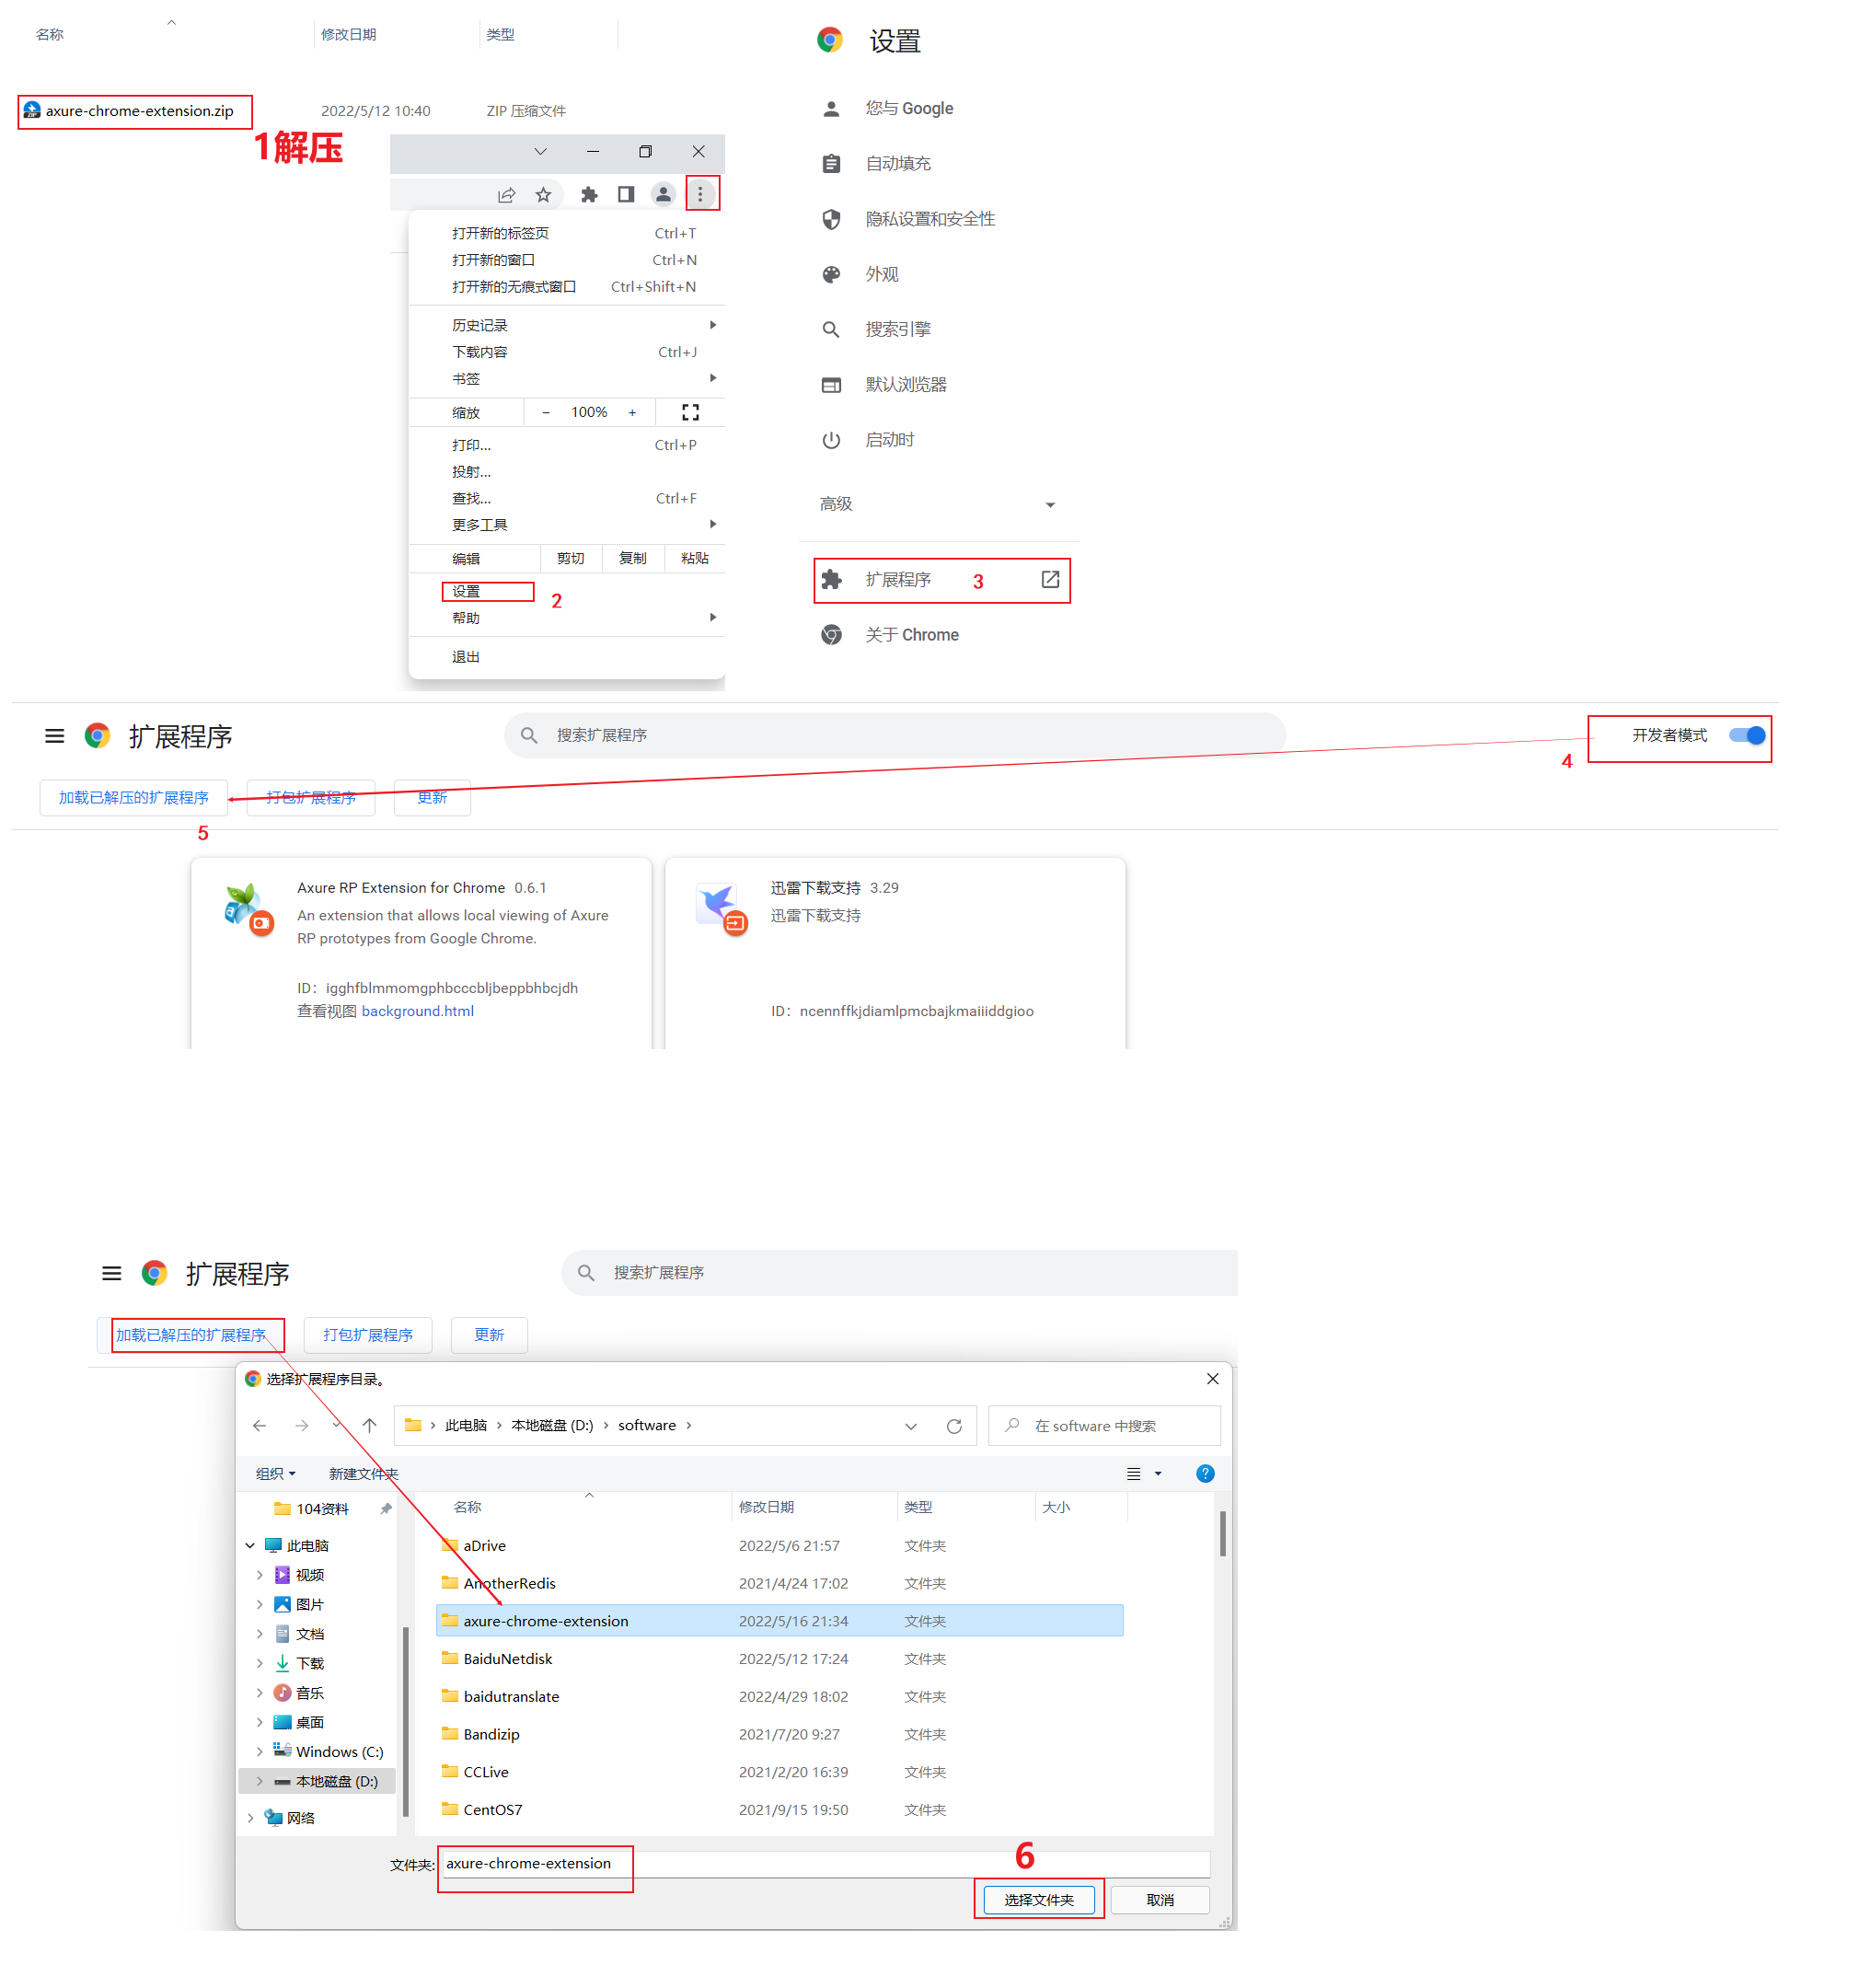 名称 修改日期 类型
axure-chrome-extension.zip 2022/5/12 10:40 ZIP 压缩文件
1解压
打开新的标签页 Ctrl+T
打开新的窗口 Ctrl+N
打开新的无痕式窗口 Ctrl+Shift+N
历史记录
下载内容 Ctrl+J
书签
缩放 − 100% +
打印... Ctrl+P
投射...
查找... Ctrl+F
更多工具
编辑 剪切 复制 粘贴
设置 2
帮助
退出
设置
您与 Google
自动填充
隐私设置和安全性
外观
搜索引擎
默认浏览器
启动时
高级
扩展程序 3
关于 Chrome
扩展程序 搜索扩展程序 开发者模式
4
加载已解压的扩展程序 打包扩展程序 更新
5
Axure RP Extension for Chrome 0.6.1
An extension that allows local viewing of Axure
RP prototypes from Google Chrome.
ID：igghfblmmomgphbcccbljbeppbhbcjdh
查看视图 background.html
迅雷下载支持 3.29
迅雷下载支持
ID：ncennffkjdiamlpmcbajkmaiiiddgioo
扩展程序 搜索扩展程序
加载已解压的扩展程序 打包扩展程序 更新
选择扩展程序目录。
此电脑 本地磁盘 (D:) software 在 software 中搜索
组织 新建文件夹
104资料
此电脑
视频
图片
文档
下载
音乐
桌面
Windows (C:)
本地磁盘 (D:)
网络
名称 修改日期 类型 大小
aDrive 2022/5/6 21:57 文件夹
AnotherRedis 2021/4/24 17:02 文件夹
axure-chrome-extension 2022/5/16 21:34 文件夹
BaiduNetdisk 2022/5/12 17:24 文件夹
baidutranslate 2022/4/29 18:02 文件夹
Bandizip 2021/7/20 9:27 文件夹
CCLive 2021/2/20 16:39 文件夹
CentOS7 2021/9/15 19:50 文件夹
文件夹: axure-chrome-extension
6
选择文件夹 取消